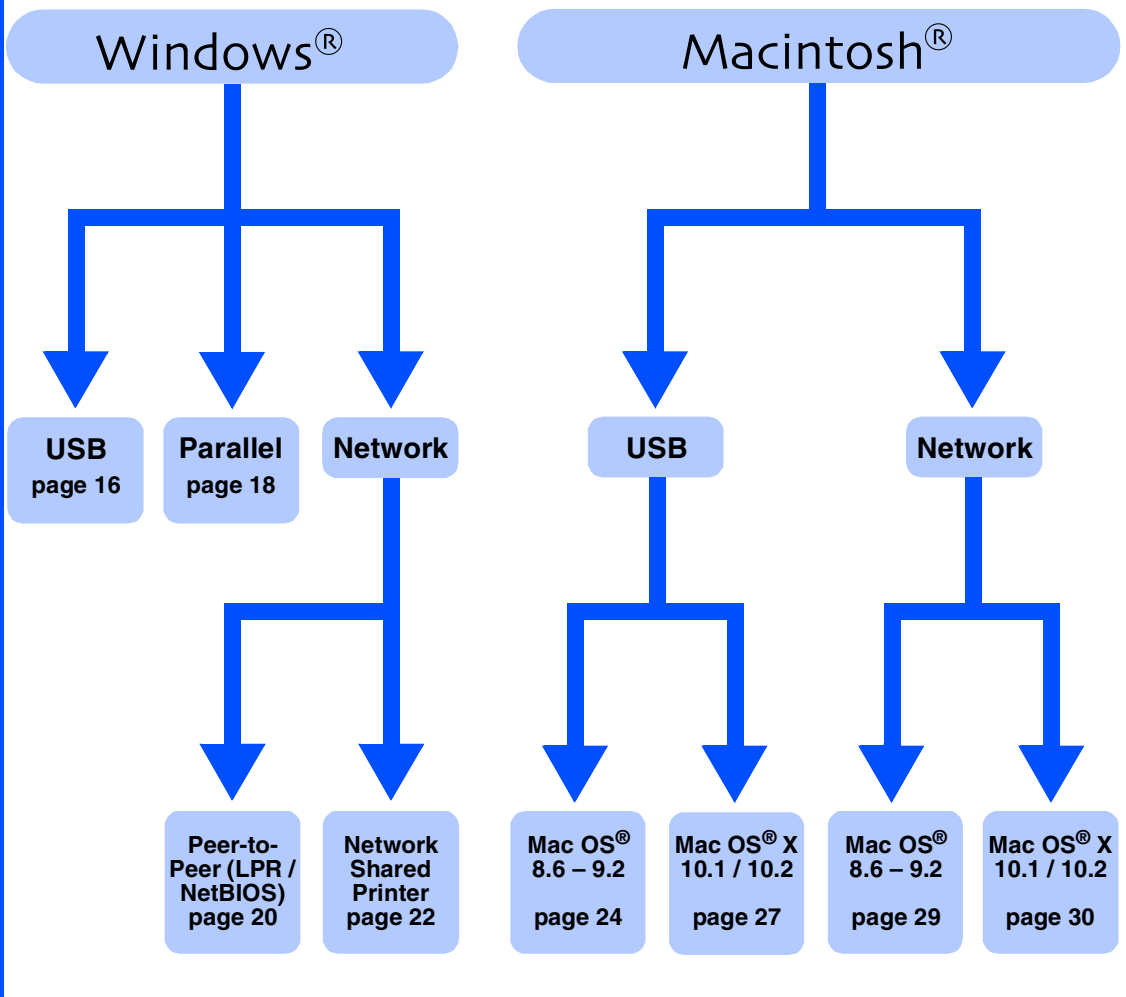 Windows®
Macintosh®
USB
page 16
Parallel
page 18
Network
USB
Network
Peer-to-
Peer (LPR /
NetBIOS)
page 20
Network
Shared
Printer
page 22
Mac OS®
8.6 – 9.2
page 24
Mac OS® X
10.1 / 10.2
page 27
Mac OS®
8.6 – 9.2
page 29
Mac OS® X
10.1 / 10.2
page 30